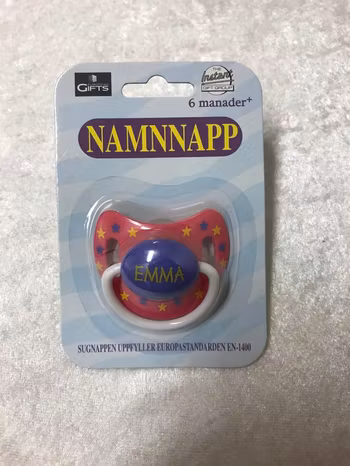 GIFTS
THE
Instant
GIFT GROUP
6 manader+
NAMNNAPP
EMMA
SUGNAPPEN UPPFYLLER EUROPASTANDARDEN EN-1400